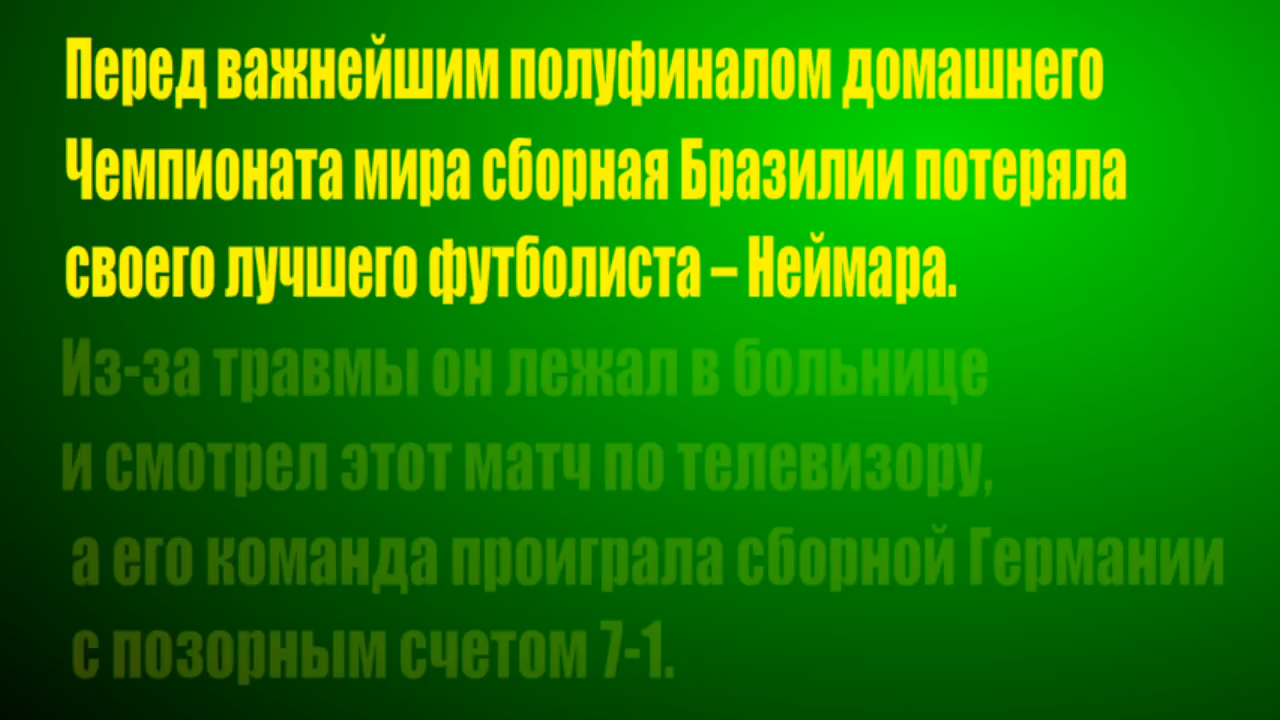 Перед важнейшим полуфиналом домашнего
Чемпионата мира сборная Бразилии потеряла
своего лучшего футболиста – Неймара.
Из-за травмы он лежал в больнице
и смотрел этот матч по телевизору,
а его команда проиграла сборной Германии
с позорным счетом 7-1.